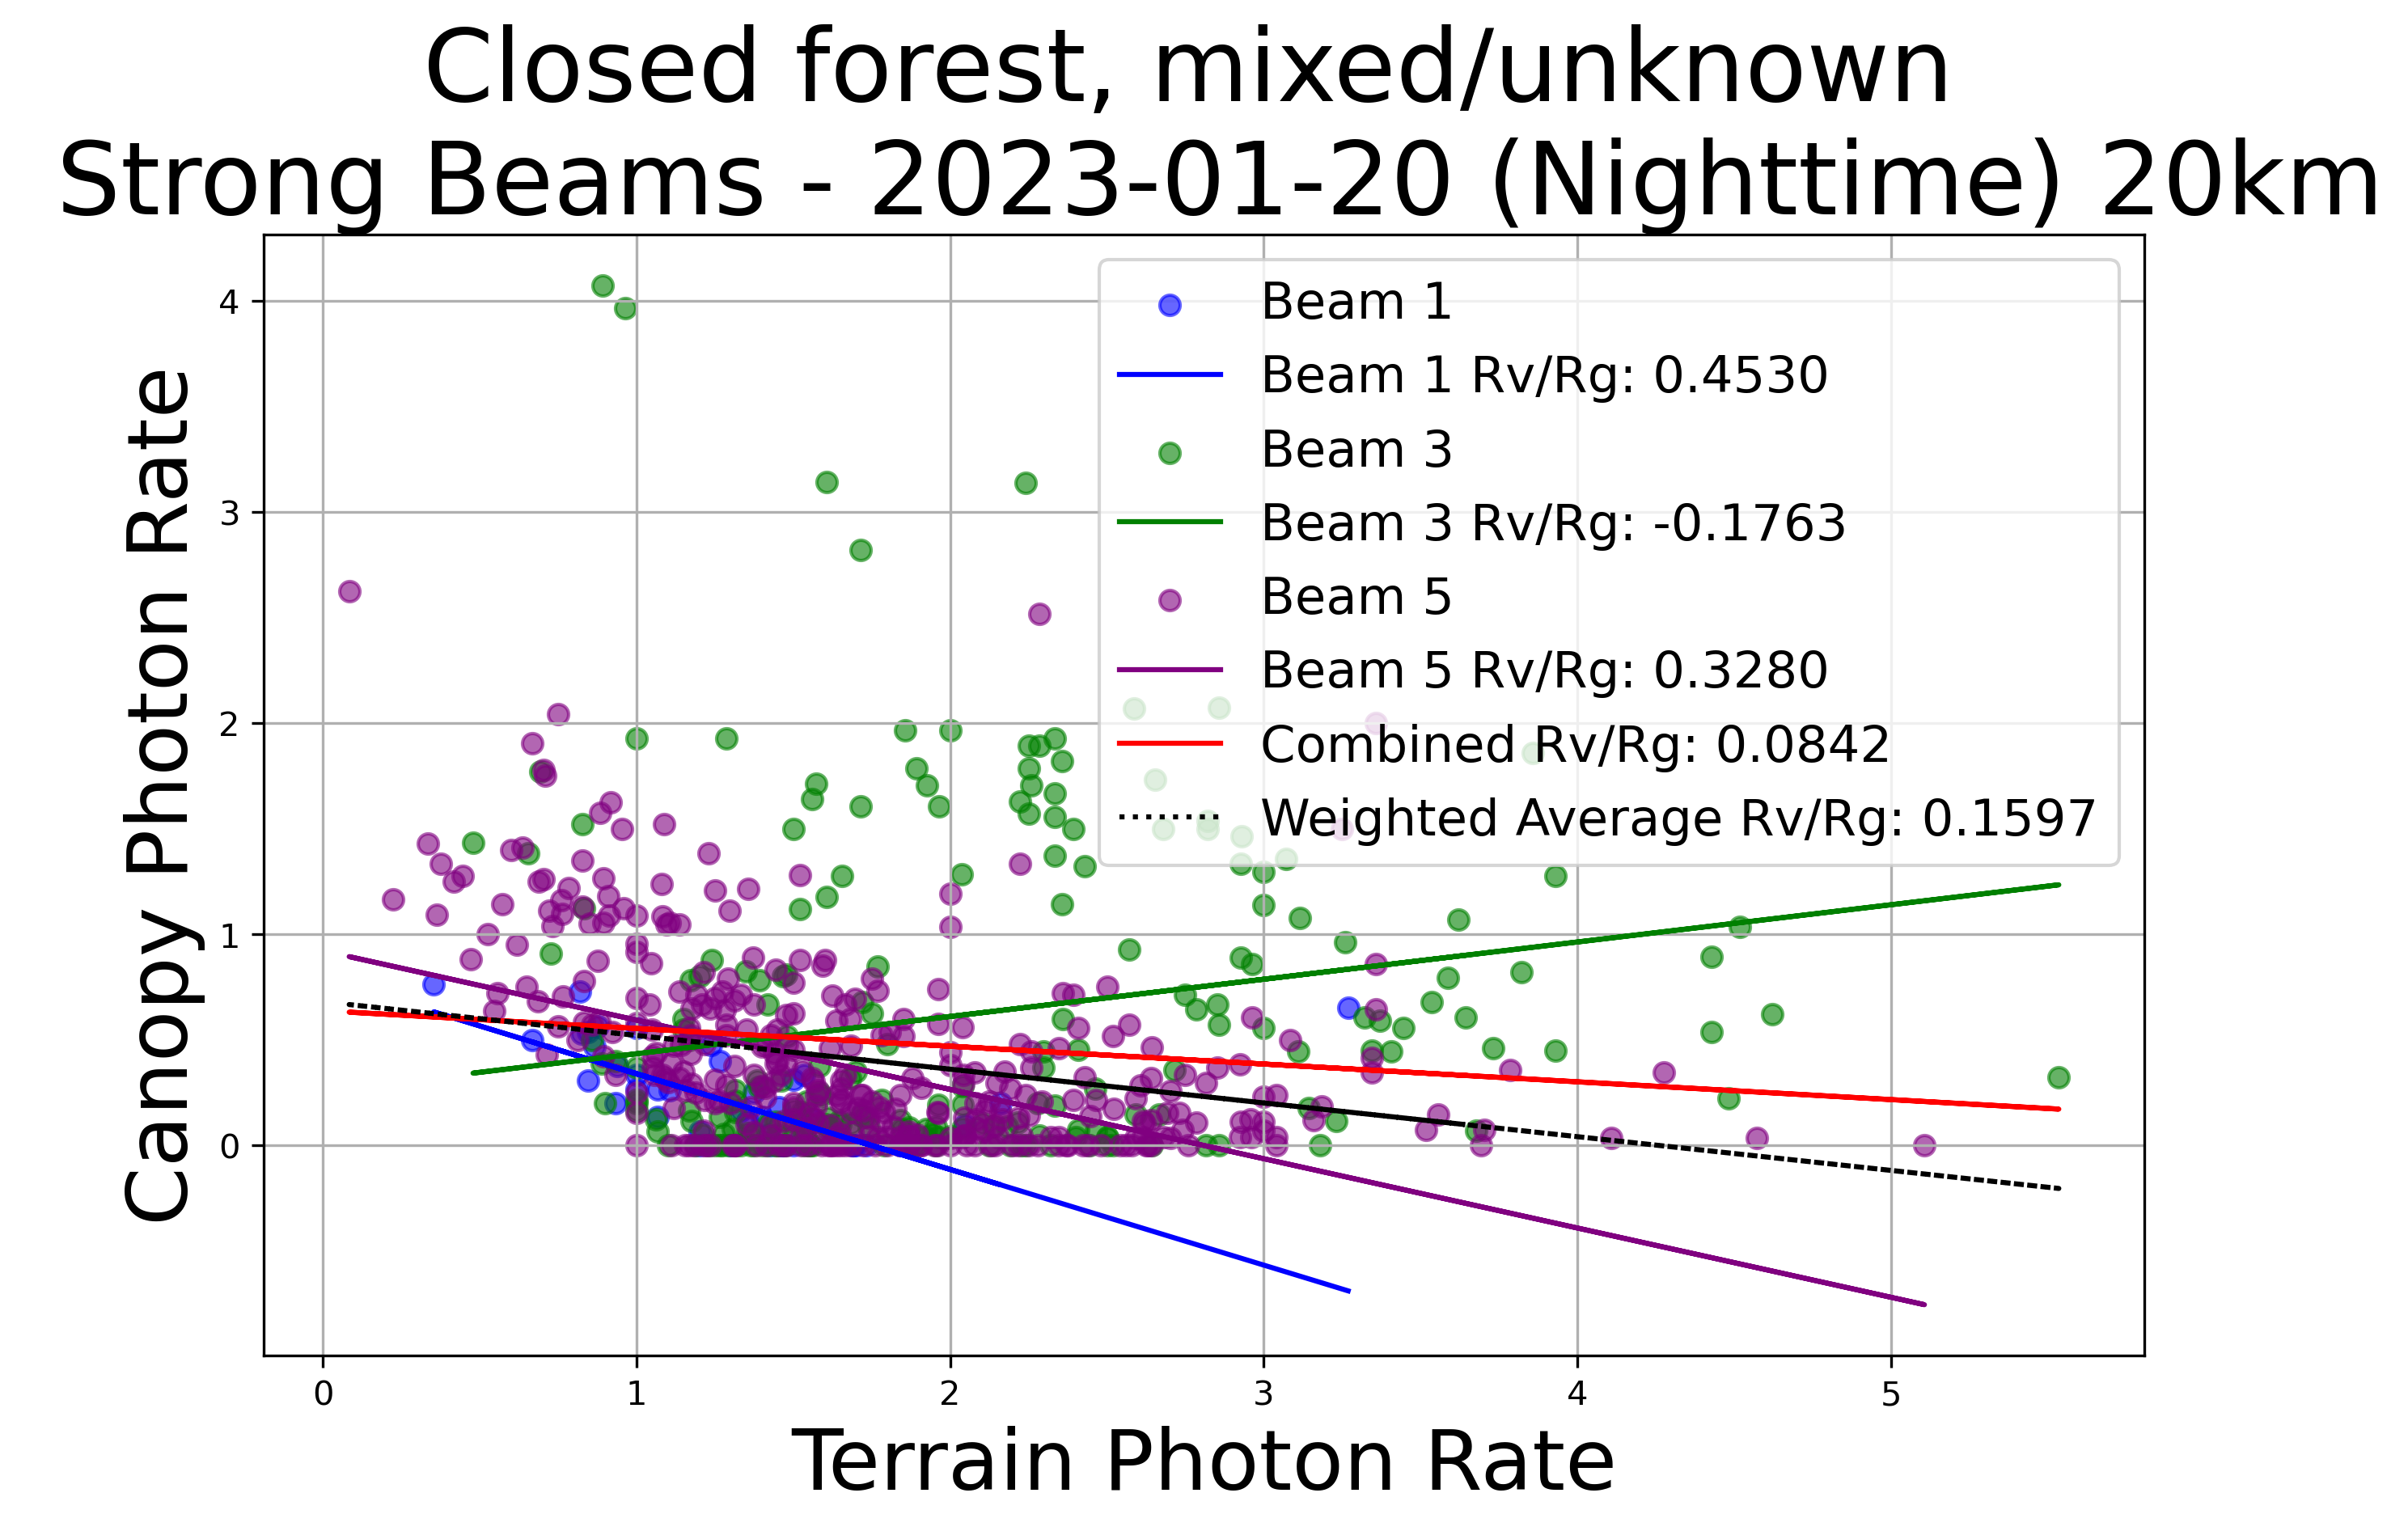 Closed forest, mixed/unknown
Strong Beams - 2023-01-20 (Nighttime) 20km
Canopy Photon Rate
4
3
2
1
0
Beam 1
Beam 1 Rv/Rg: 0.4530
Beam 3
Beam 3 Rv/Rg: -0.1763
Beam 5
Beam 5 Rv/Rg: 0.3280
Combined Rv/Rg: 0.0842
Weighted Average Rv/Rg: 0.1597
0 1 2 3 4 5
Terrain Photon Rate